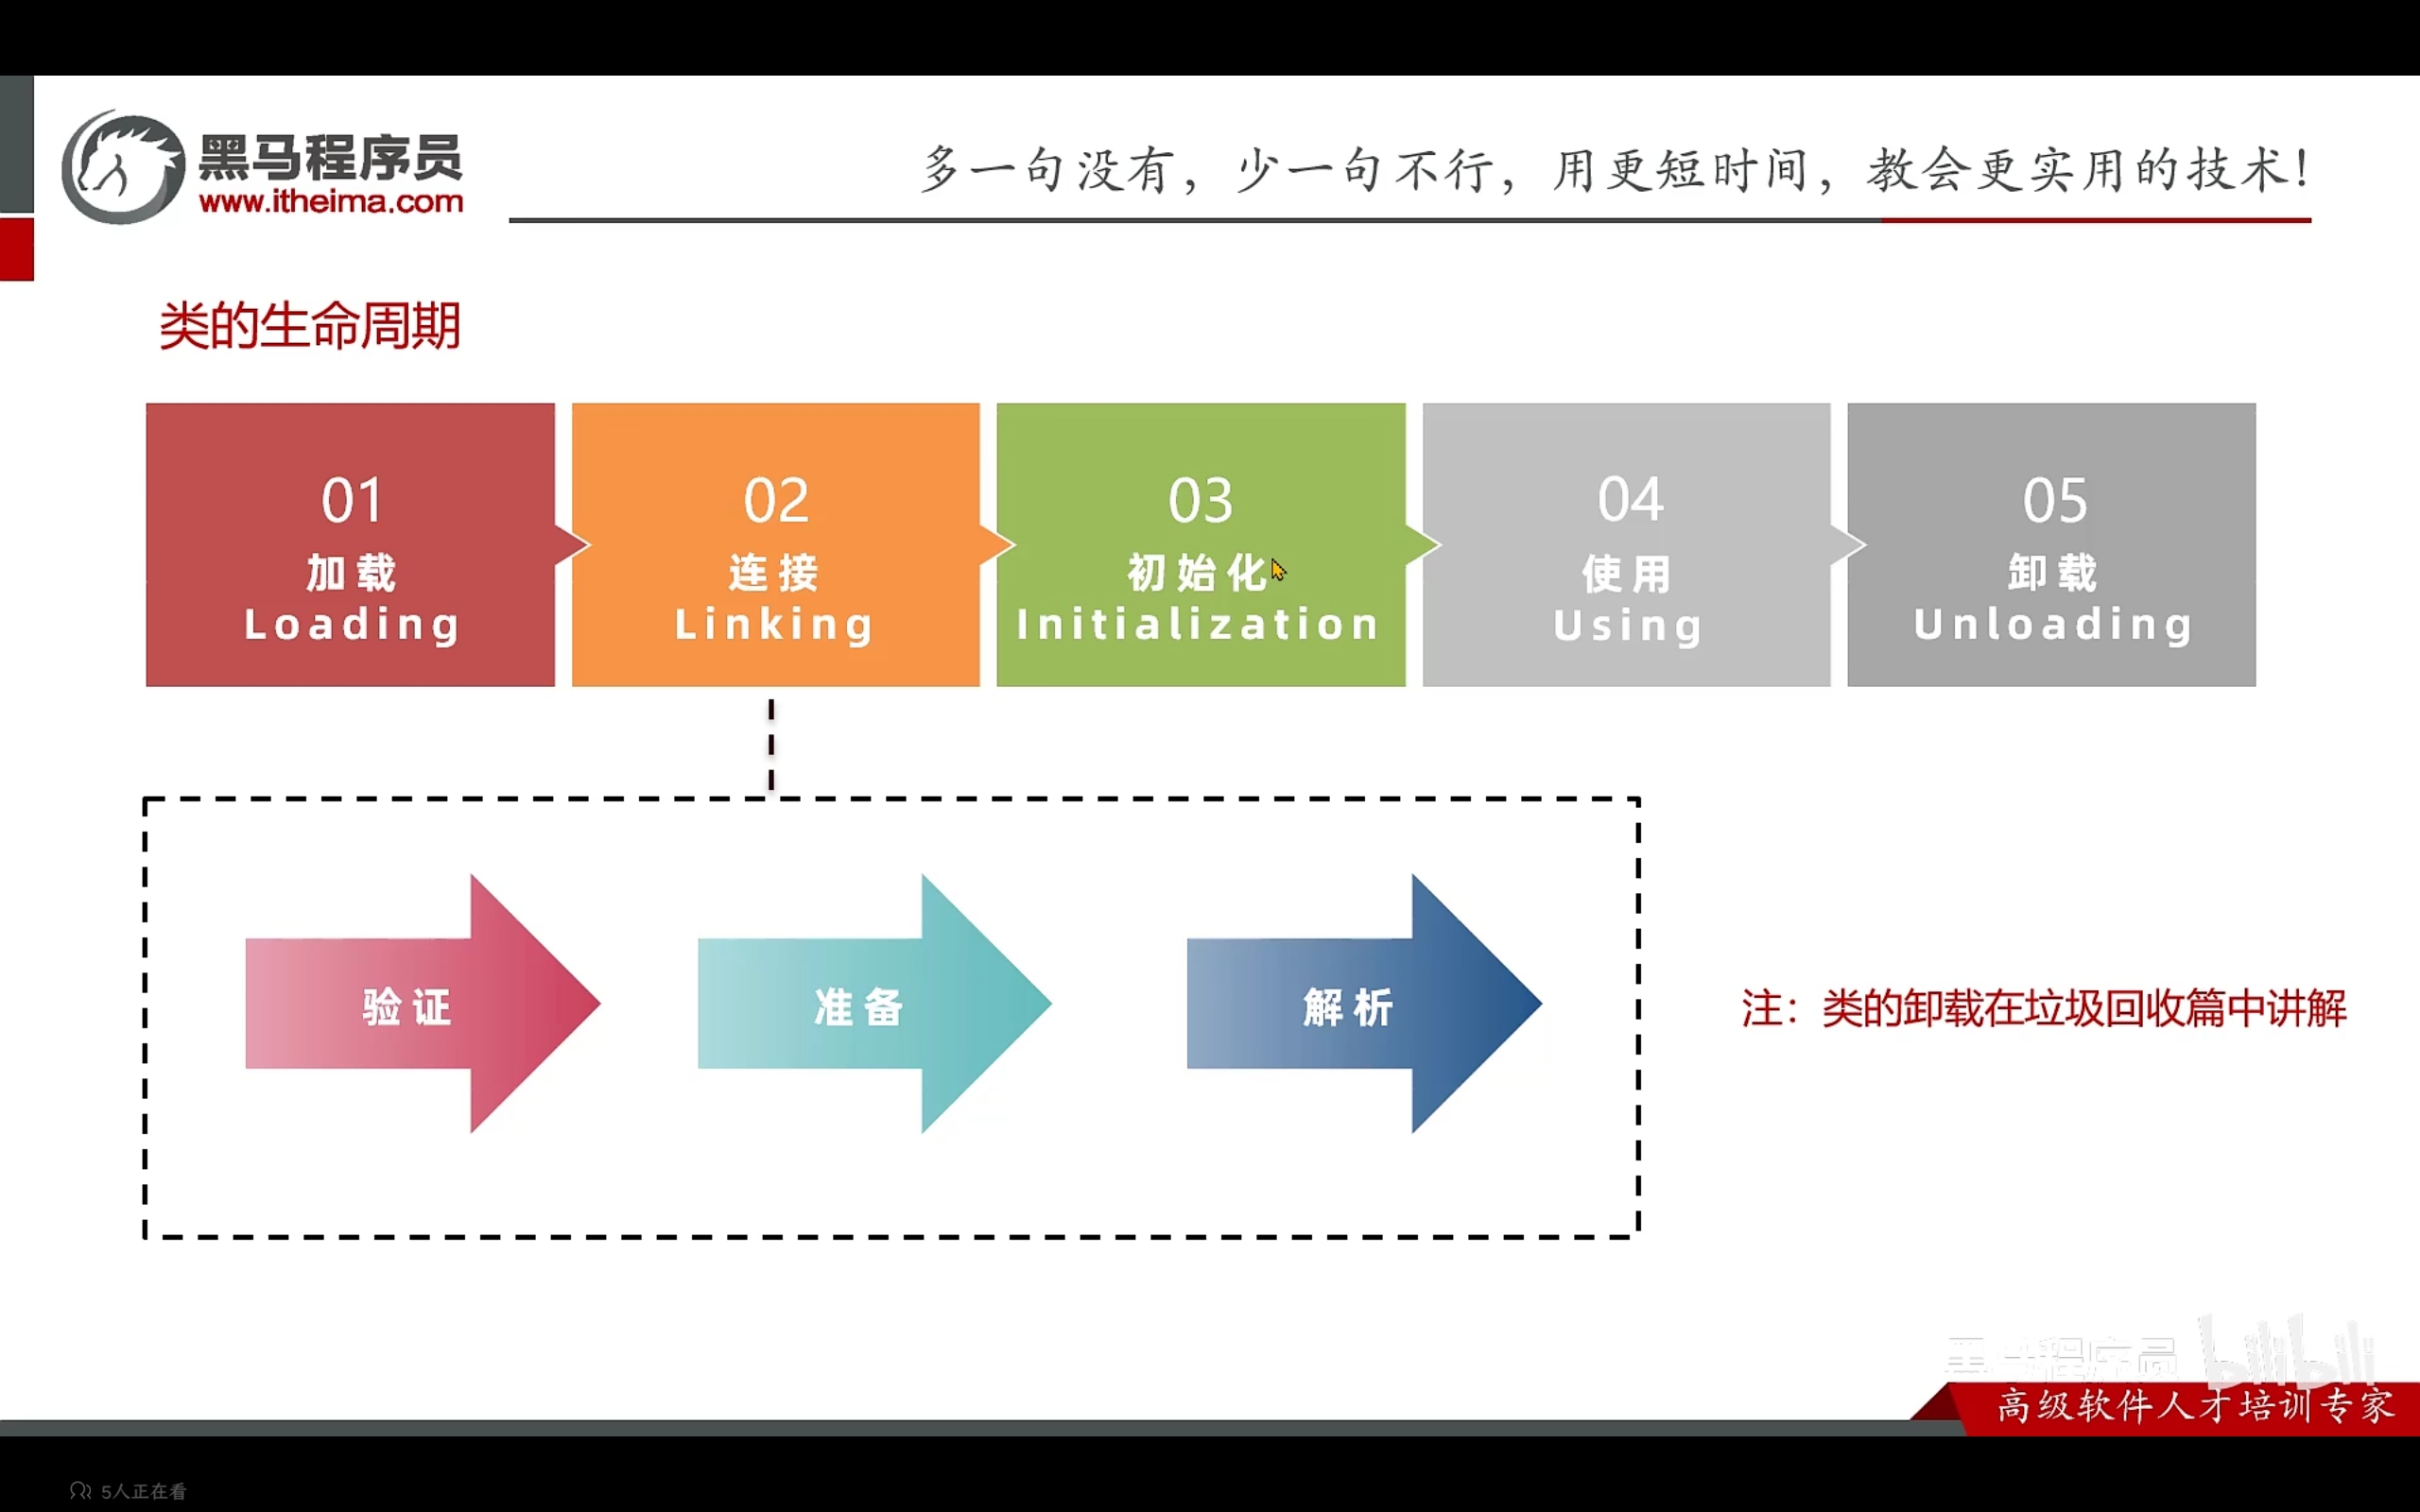 黑马程序员
www.itheima.com
多一句没有，少一句不行，用更短时间，教会更实用的技术！
类的生命周期
01
加载
Loading
02
连接
Linking
03
初始化
Initialization
04
使用
Using
05
卸载
Unloading
验证
准备
解析
注：类的卸载在垃圾回收篇中讲解
黑马程序员 bilibili
高级软件人才培训专家
5人正在看